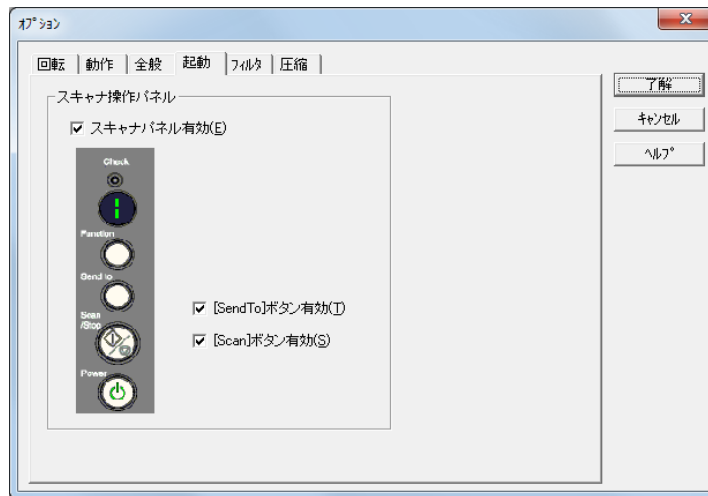 オプション
回転 動作 全般 起動 フィルタ 圧縮
スキャナ操作パネル
スキャナパネル有効(E)
Check
Function
Send to
Scan
/Stop
Power
[SendTo]ボタン有効(T)
[Scan]ボタン有効(S)
了解
キャンセル
ヘルプ